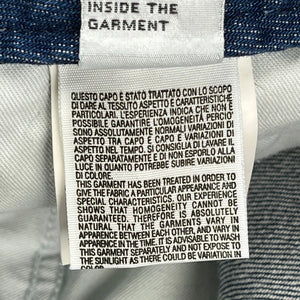 INSIDE THE
GARMENT
QUESTO CAPO È STATO TRATTATO CON LO SCOPO
DI DARE AL TESSUTO ASPETTO E CARATTERISTICHE
PARTICOLARI. L'ESPERIENZA INDICA CHE NON È
POSSIBILE GARANTIRE L'OMOGENEITÀ PERCIÒ
SONO ASSOLUTAMENTE NORMALI VARIAZIONI DI
ASPETTO TRA CAPO E CAPO E VARIAZIONI DI
ASPETTO NEL TEMPO. SI CONSIGLIA DI LAVARE IL
CAPO SEPARATAMENTE E DI NON ESPORLO ALLA
LUCE IN QUANTO POTREBBE SUBIRE VARIAZIONI
DI COLORE.
THIS GARMENT HAS BEEN TREATED IN ORDER TO
GIVE THE FABRIC A PARTICULAR APPEARANCE AND
SPECIAL CHARACTERISTICS. OUR EXPERIENCE
SHOWS THAT HOMOGENEITY CANNOT BE
GUARANTEED. THEREFORE IS ABSOLUTELY
NATURAL THAT THE GARMENTS CAN VARY IN
APPEARANCE BETWEEN EACH OTHER, AND VARY IN
APPEARANCE WITH TIME. IT IS ADVISABLE TO WASH
THIS GARMENT SEPARATELY AND NOT EXPOSE TO
THE SUNLIGHT AS THERE COULD BE VARIATION IN
COLOR.